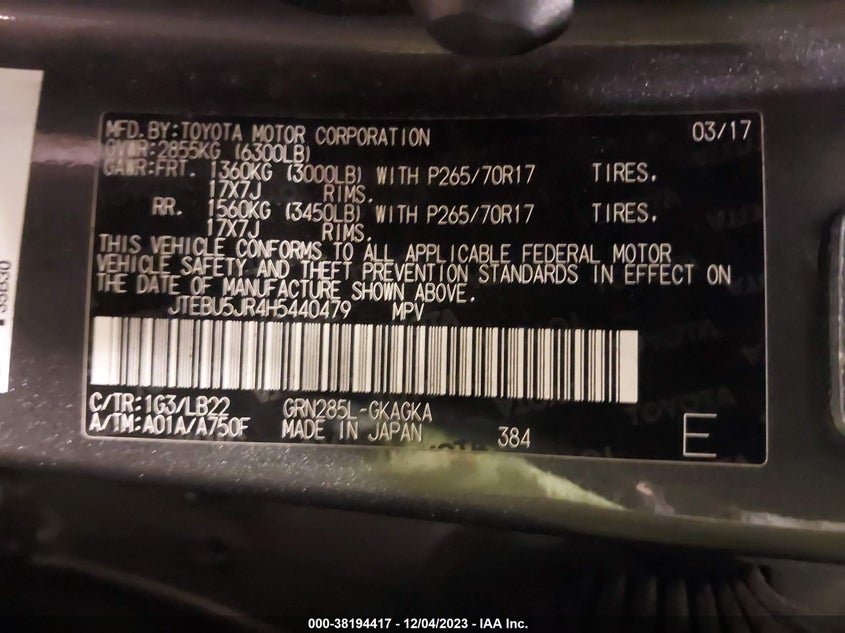 MFD. BY: TOYOTA MOTOR CORPORATION 03/17
GVWR: 2855KG (6300LB)
GAWR: FRT. 1360KG (3000LB) WITH P265/70R17 TIRES,
17X7J RIMS,
RR. 1560KG (3450LB) WITH P265/70R17 TIRES,
17X7J RIMS,
THIS VEHICLE CONFORMS TO ALL APPLICABLE FEDERAL MOTOR
VEHICLE SAFETY AND THEFT PREVENTION STANDARDS IN EFFECT ON
THE DATE OF MANUFACTURE SHOWN ABOVE.
JTEBU5JR4H5440479 MPV
C/TR: 1G3/LB22 GRN285L-GKAGKA
A/TM: A01A/A750F MADE IN JAPAN 384 E
000-38194417 - 12/04/2023 - IAA Inc.